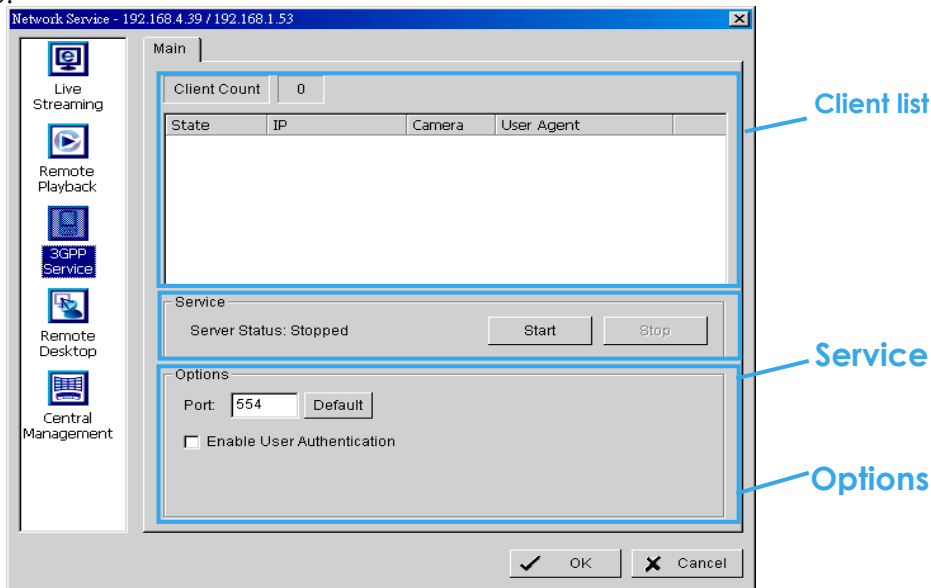 Network Service - 192.168.4.39 / 192.168.1.53
Live
Streaming
Remote
Playback
3GPP
Service
Remote
Desktop
Central
Management
Main
Client Count 0
State IP Camera User Agent
Service
Server Status: Stopped Start Stop
Options
Port: 554 Default
Enable User Authentication
OK Cancel
Client list
Service
Options